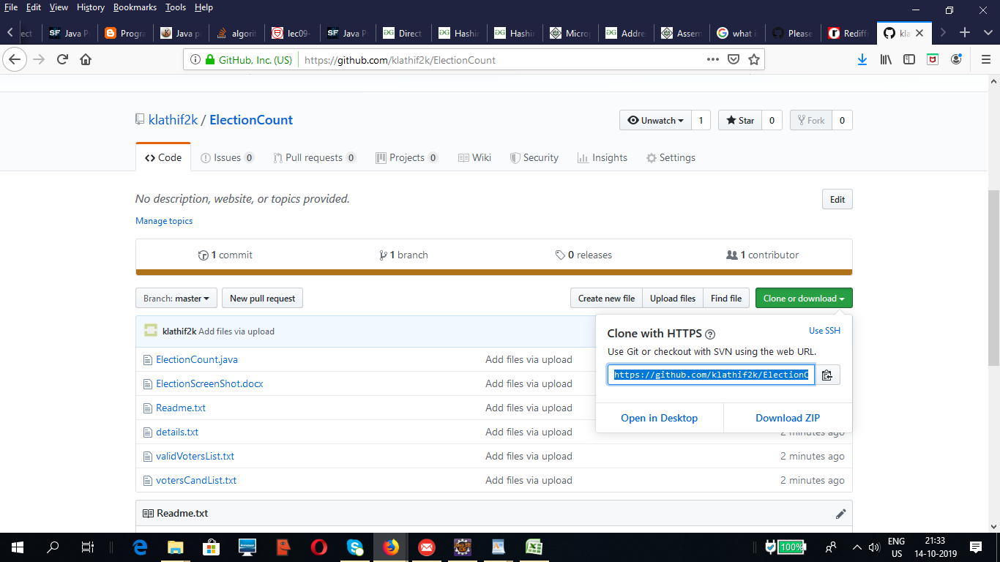 File Edit View History Bookmarks Tools Help
SF Java P Progra Java p algorit lec09- SF Java P Direct Hashin Hashin Microp Addre Assem what i Please Rediff kla
GitHub, Inc. (US) https://github.com/klathif2k/ElectionCount
klathif2k / ElectionCount
Unwatch 1 Star 0 Fork 0
Code Issues 0 Pull requests 0 Projects 0 Wiki Security Insights Settings
No description, website, or topics provided. Edit
Manage topics
1 commit 1 branch 0 releases 1 contributor
Branch: master New pull request Create new file Upload files Find file Clone or download
klathif2k Add files via upload
Clone with HTTPS ? Use SSH
Use Git or checkout with SVN using the web URL.
https://github.com/klathif2k/ElectionC
Open in Desktop Download ZIP
ElectionCount.java Add files via upload
ElectionScreenShot.docx Add files via upload
Readme.txt Add files via upload
details.txt Add files via upload 2 minutes ago
validVotersList.txt Add files via upload 2 minutes ago
votersCandList.txt Add files via upload 2 minutes ago
Readme.txt
100% ENG US 21:33 14-10-2019